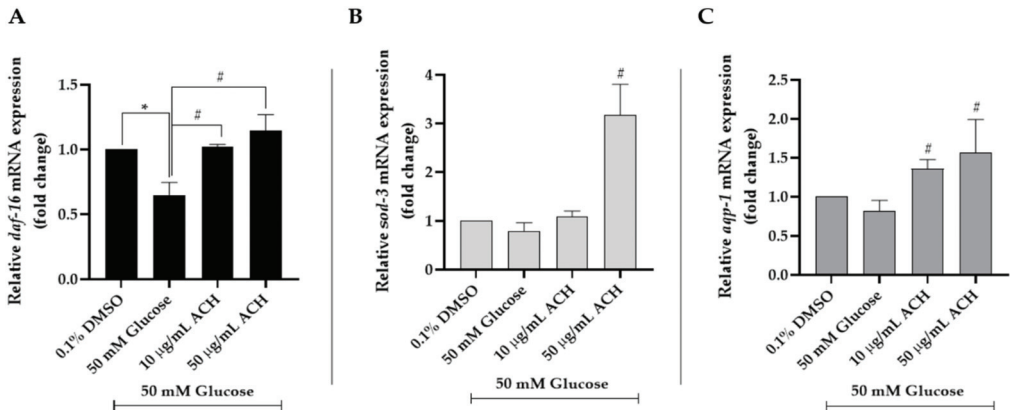 A
Relative daf-16 mRNA expression
(fold change)
1.5
1.0
0.5
0.0
*
#
#
0.1% DMSO
50 mM Glucose
10 µg/mL ACH
50 µg/mL ACH
50 mM Glucose
B
Relative sod-3 mRNA expression
(fold change)
4
3
2
1
0
#
0.1% DMSO
50 mM Glucose
10 µg/mL ACH
50 µg/mL ACH
50 mM Glucose
C
Relative aqp-1 mRNA expression
(fold change)
2.5
2.0
1.5
1.0
0.5
0.0
#
#
0.1% DMSO
50 mM Glucose
10 µg/mL ACH
50 µg/mL ACH
50 mM Glucose